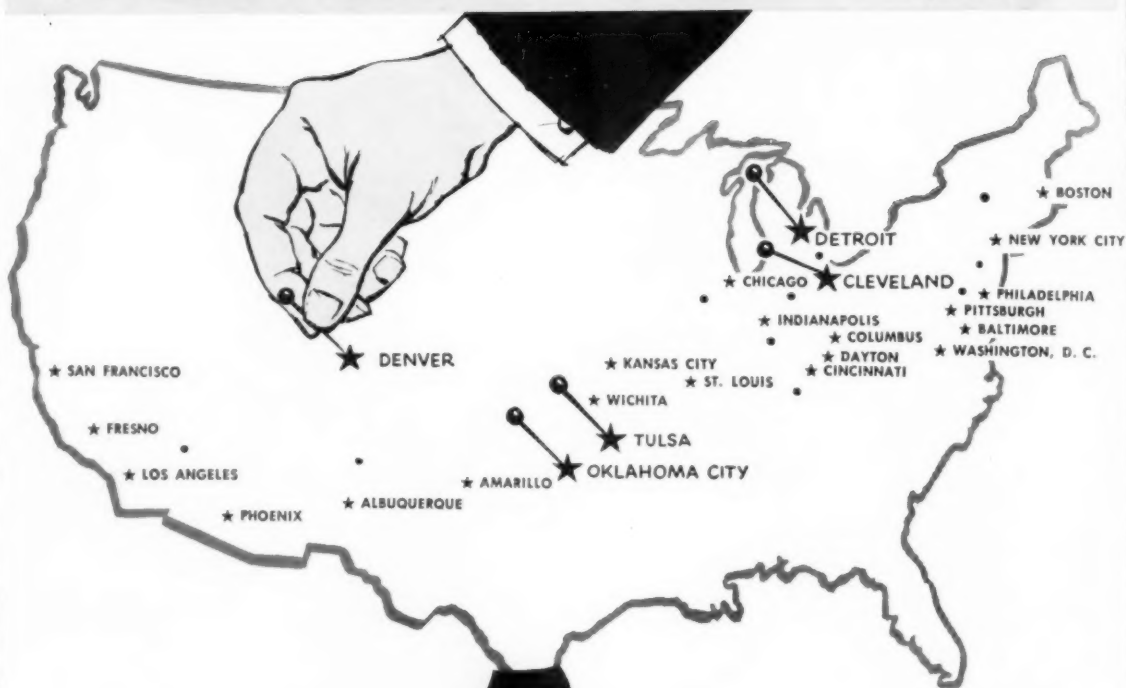 BOSTON
DETROIT
NEW YORK CITY
CHICAGO
CLEVELAND
PHILADELPHIA
PITTSBURGH
INDIANAPOLIS
BALTIMORE
COLUMBUS
WASHINGTON, D. C.
DENVER
DAYTON
KANSAS CITY
CINCINNATI
SAN FRANCISCO
ST. LOUIS
WICHITA
FRESNO
TULSA
OKLAHOMA CITY
LOS ANGELES
AMARILLO
ALBUQUERQUE
PHOENIX